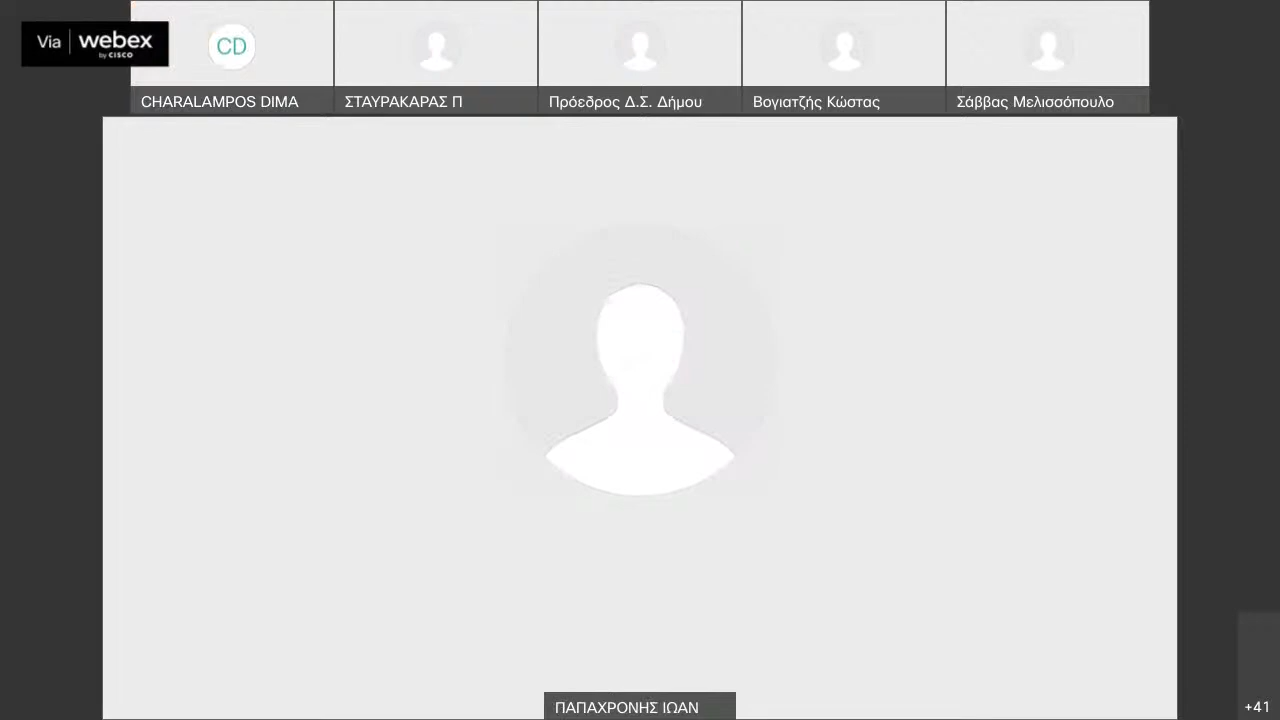 Via webex
by CISCO
CD
CHARALAMPOS DIMA
ΣΤΑΥΡΑΚΑΡΑΣ Π
Πρόεδρος Δ.Σ. Δήμου
Βογιατζής Κώστας
Σάββας Μελισσόπουλο
ΠΑΠΑΧΡΟΝΗΣ ΙΩΑΝ
+41